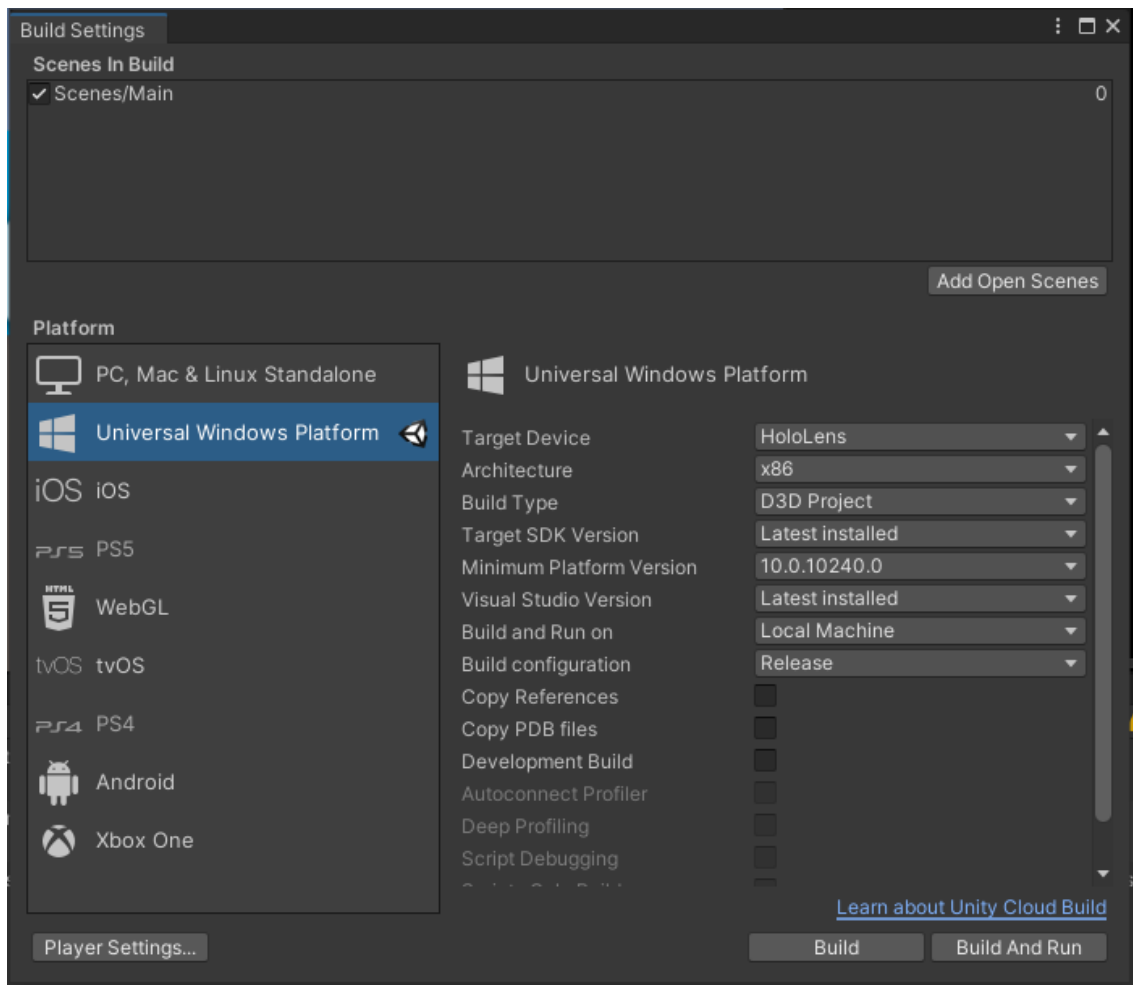 Build Settings
Scenes In Build
Scenes/Main 0
Add Open Scenes
Platform
PC, Mac & Linux Standalone
Universal Windows Platform
iOS iOS
PS5 PS5
HTML
5 WebGL
tvOS tvOS
PS4 PS4
Android
Xbox One
Universal Windows Platform
Target Device HoloLens
Architecture x86
Build Type D3D Project
Target SDK Version Latest installed
Minimum Platform Version 10.0.10240.0
Visual Studio Version Latest installed
Build and Run on Local Machine
Build configuration Release
Copy References
Copy PDB files
Development Build
Autoconnect Profiler
Deep Profiling
Script Debugging
Learn about Unity Cloud Build
Player Settings... Build Build And Run